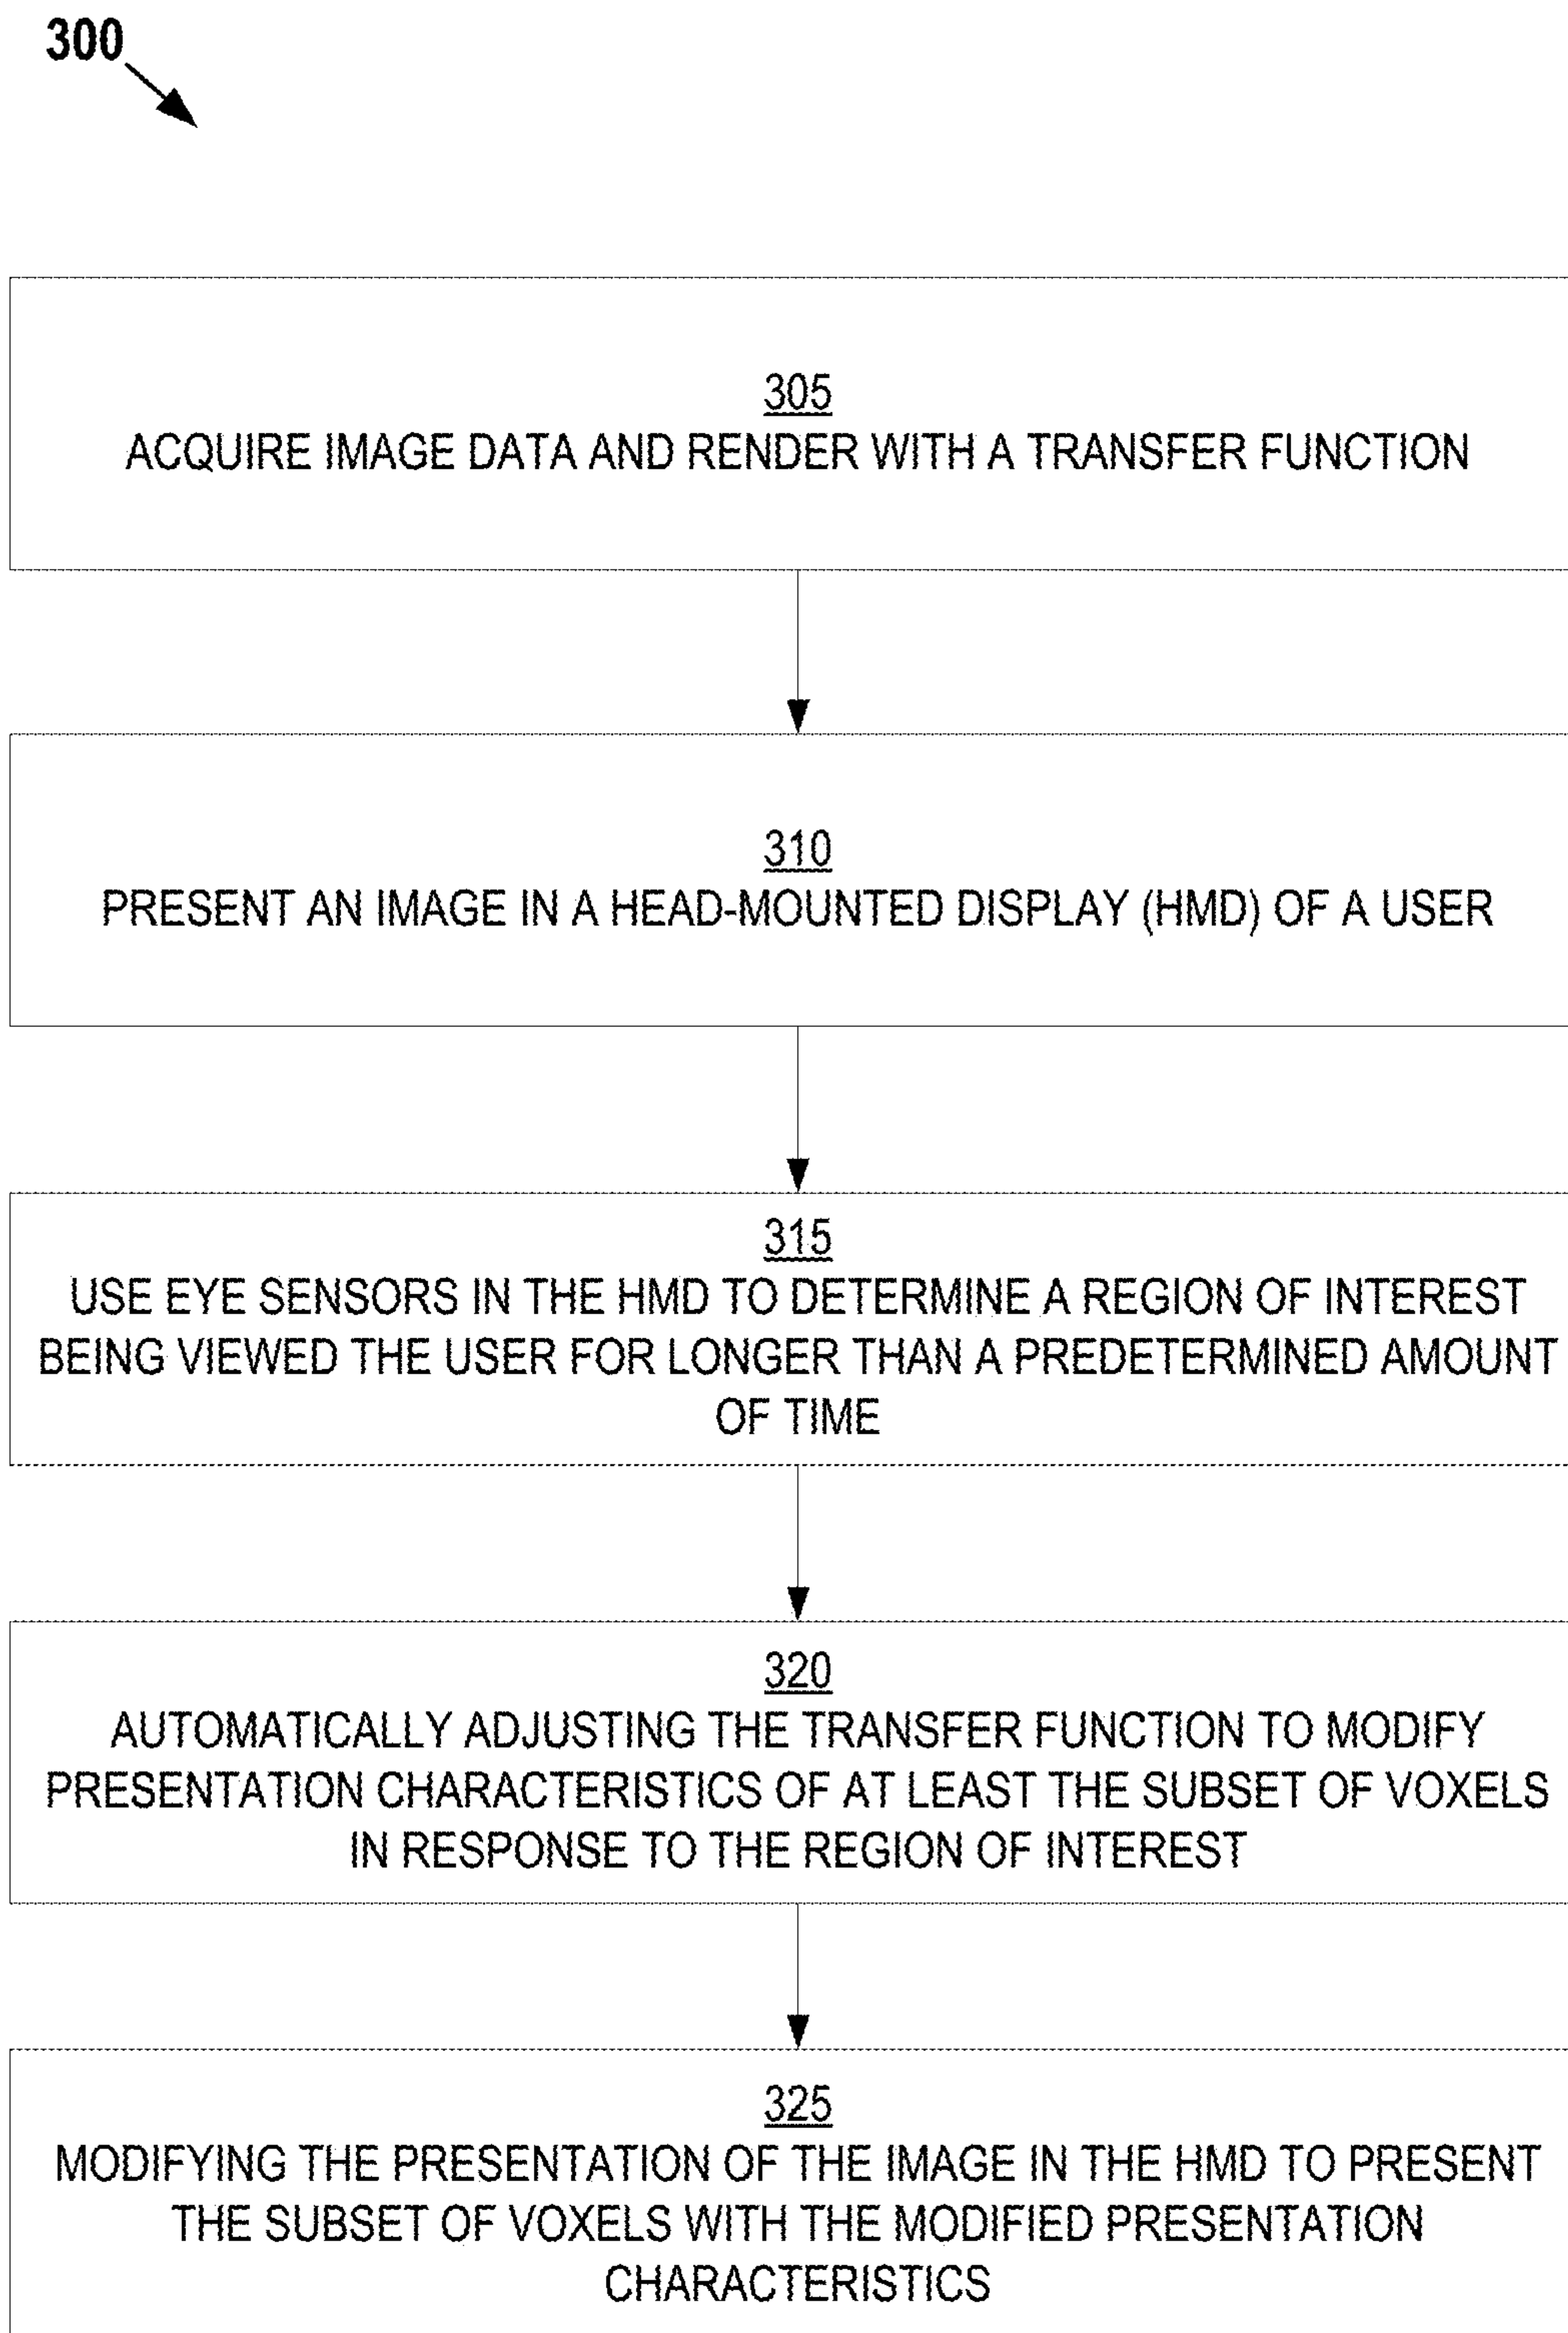 300
305
ACQUIRE IMAGE DATA AND RENDER WITH A TRANSFER FUNCTION
310
PRESENT AN IMAGE IN A HEAD-MOUNTED DISPLAY (HMD) OF A USER
315
USE EYE SENSORS IN THE HMD TO DETERMINE A REGION OF INTEREST
BEING VIEWED THE USER FOR LONGER THAN A PREDETERMINED AMOUNT
OF TIME
320
AUTOMATICALLY ADJUSTING THE TRANSFER FUNCTION TO MODIFY
PRESENTATION CHARACTERISTICS OF AT LEAST THE SUBSET OF VOXELS
IN RESPONSE TO THE REGION OF INTEREST
325
MODIFYING THE PRESENTATION OF THE IMAGE IN THE HMD TO PRESENT
THE SUBSET OF VOXELS WITH THE MODIFIED PRESENTATION
CHARACTERISTICS